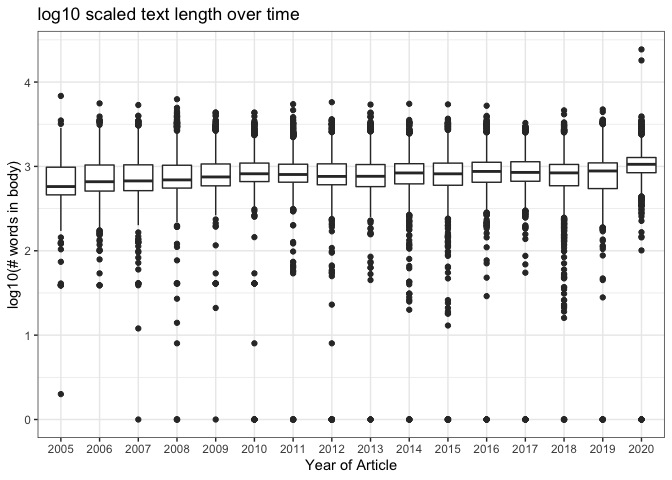 log10 scaled text length over time
log10(# words in body)
4
3
2
1
0
2005 2006 2007 2008 2009 2010 2011 2012 2013 2014 2015 2016 2017 2018 2019 2020
Year of Article